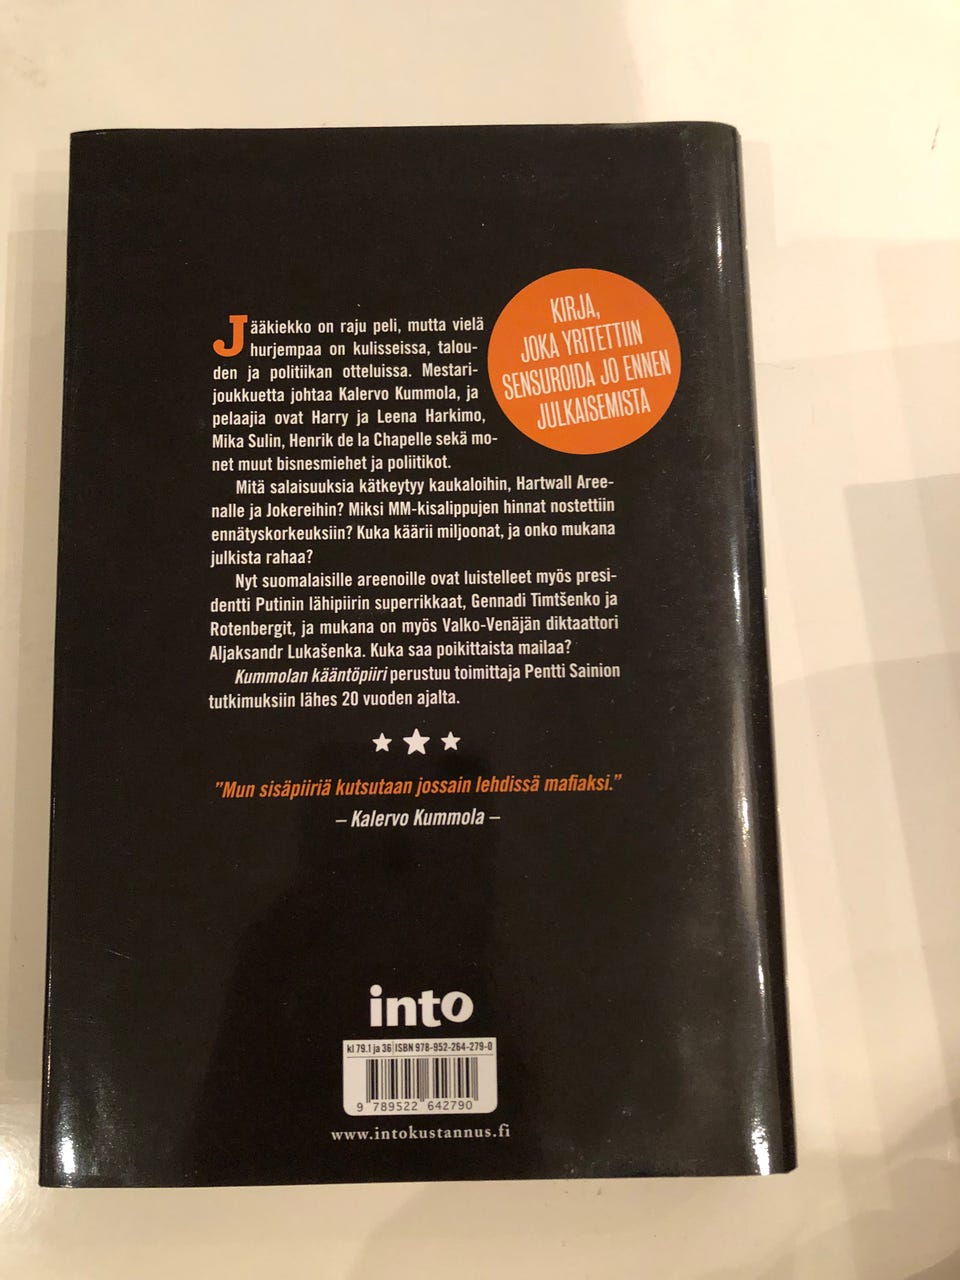 Jääkiekko on raju peli, mutta vielä
hurjempaa on kulisseissa, talou-
den ja politiikan otteluissa. Mestari-
joukkuetta johtaa Kalervo Kummola, ja
pelaajia ovat Harry ja Leena Harkimo,
Mika Sulin, Henrik de la Chapelle sekä mo-
net muut bisnesmiehet ja poliitikot.
Mitä salaisuuksia kätkeytyy kaukaloihin, Hartwall Aree-
nalle ja Jokereihin? Miksi MM-kisalippujen hinnat nostettiin
ennätyskorkeuksiin? Kuka käärii miljoonat, ja onko mukana
julkista rahaa?
Nyt suomalaisille areenoille ovat luistelleet myös presi-
dentti Putinin lähipiirin superrikkaat, Gennadi Timtšenko ja
Rotenbergit, ja mukana on myös Valko-Venäjän diktaattori
Aljaksandr Lukašenka. Kuka saa poikittaista mailaa?
Kummolan kääntöpiiri perustuu toimittaja Pentti Sainion
tutkimuksiin lähes 20 vuoden ajalta.
KIRJA,
JOKA YRITETTIIN
SENSUROIDA JO ENNEN
JULKAISEMISTA
"Mun sisäpiiriä kutsutaan jossain lehdissä mafiaksi."
– Kalervo Kummola –
into
kl 79.1 ja 36 ISBN 978-952-264-279-0
9 789522 642790
www.intokustannus.fi